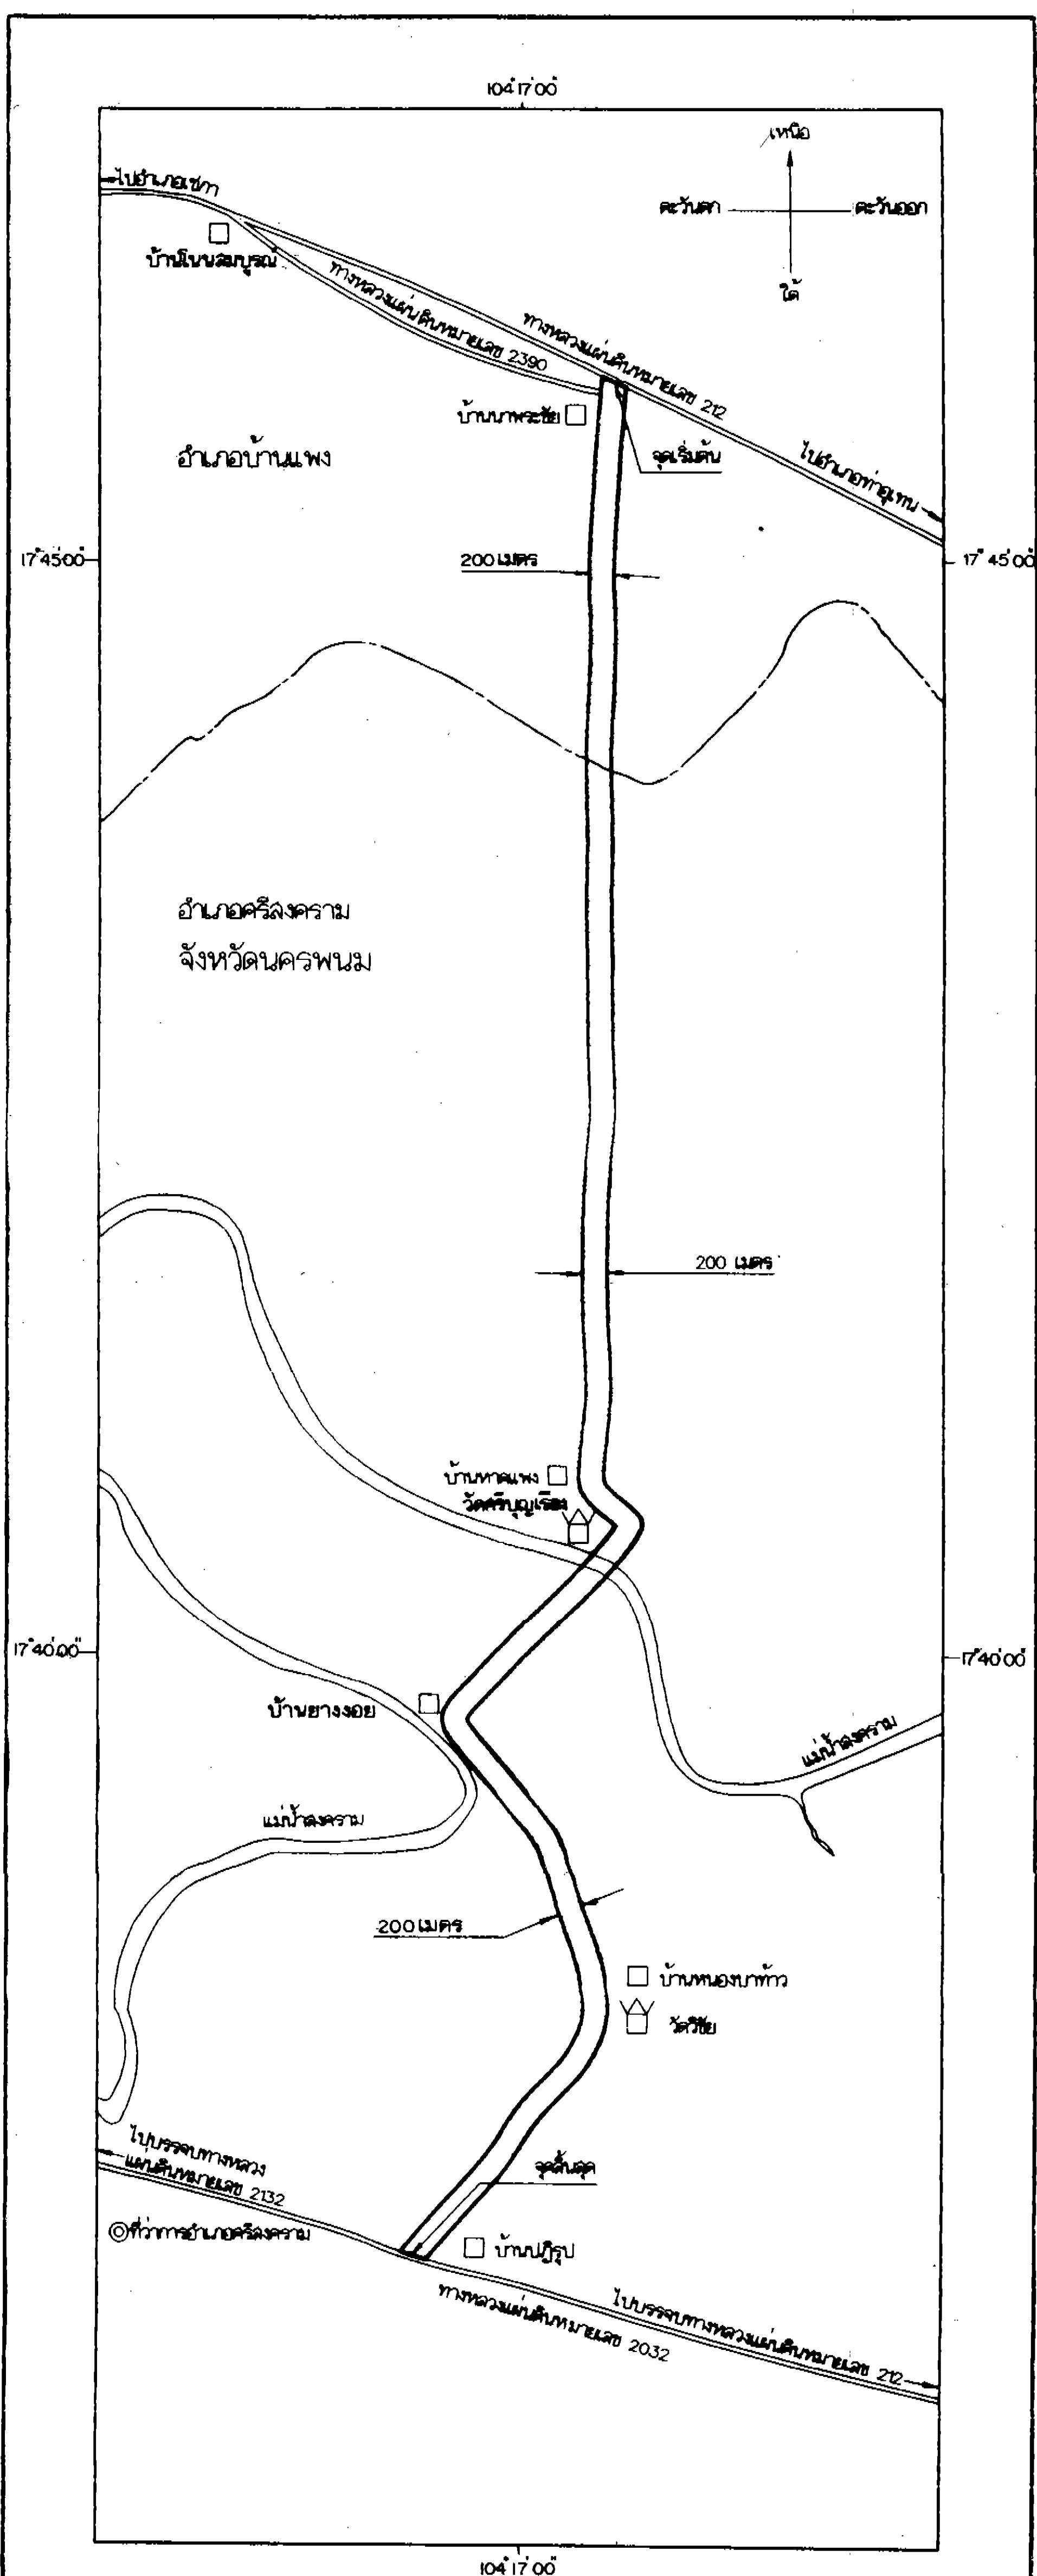 104°17'00"
เหนือ
ไปอำเภอเซกา
ตะวันตก
ตะวันออก
บ้านโนนสมบูรณ์
ใต้
ทางหลวงแผ่นดินหมายเลข 2390
ทางหลวงแผ่นดินหมายเลข 212
บ้านนาพระชัย
จุดเริ่มต้น
อำเภอบ้านแพง
ไปอำเภอท่าอุเทน
17°45'00"
200 เมตร
17°45'00"
อำเภอศรีสงคราม
จังหวัดนครพนม
200 เมตร
บ้านหาดแพง
วัดศรีบุญเรือง
17°40'00"
17°40'00"
บ้านยางงอย
แม่น้ำสงคราม
แม่น้ำสงคราม
200 เมตร
บ้านหนองบาท้าว
วัดวิชัย
ไปบรรจบทางหลวง
แผ่นดินหมายเลข 2132
จุดสิ้นสุด
ที่ว่าการอำเภอศรีสงคราม
บ้านปฏิรูป
ทางหลวงแผ่นดินหมายเลข 2032
ไปบรรจบทางหลวงแผ่นดินหมายเลข 212
104°17'00"